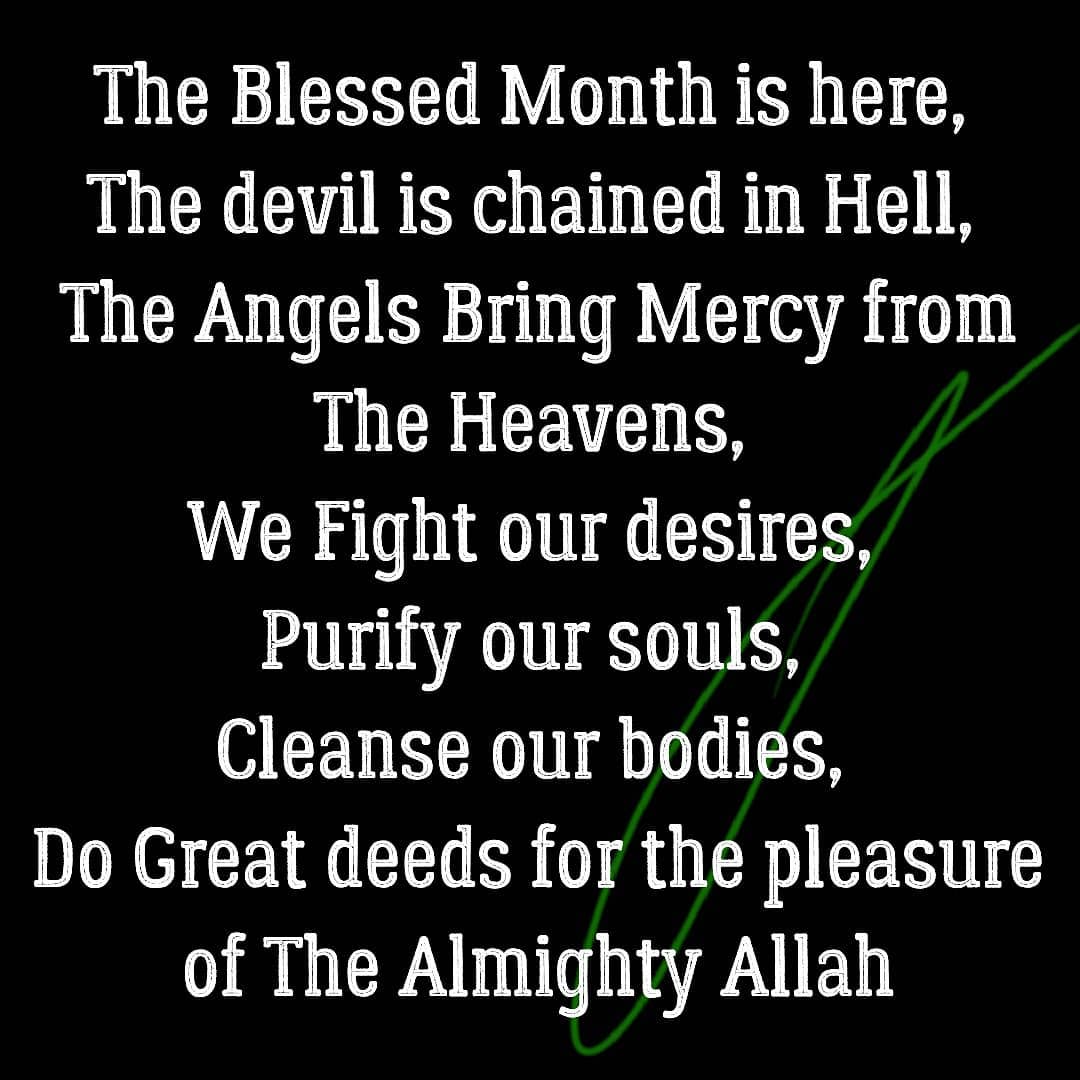 The Blessed Month is here,
The devil is chained in Hell,
The Angels Bring Mercy from
The Heavens,
We Fight our desires,
Purify our souls,
Cleanse our bodies,
Do Great deeds for the pleasure
of The Almighty Allah